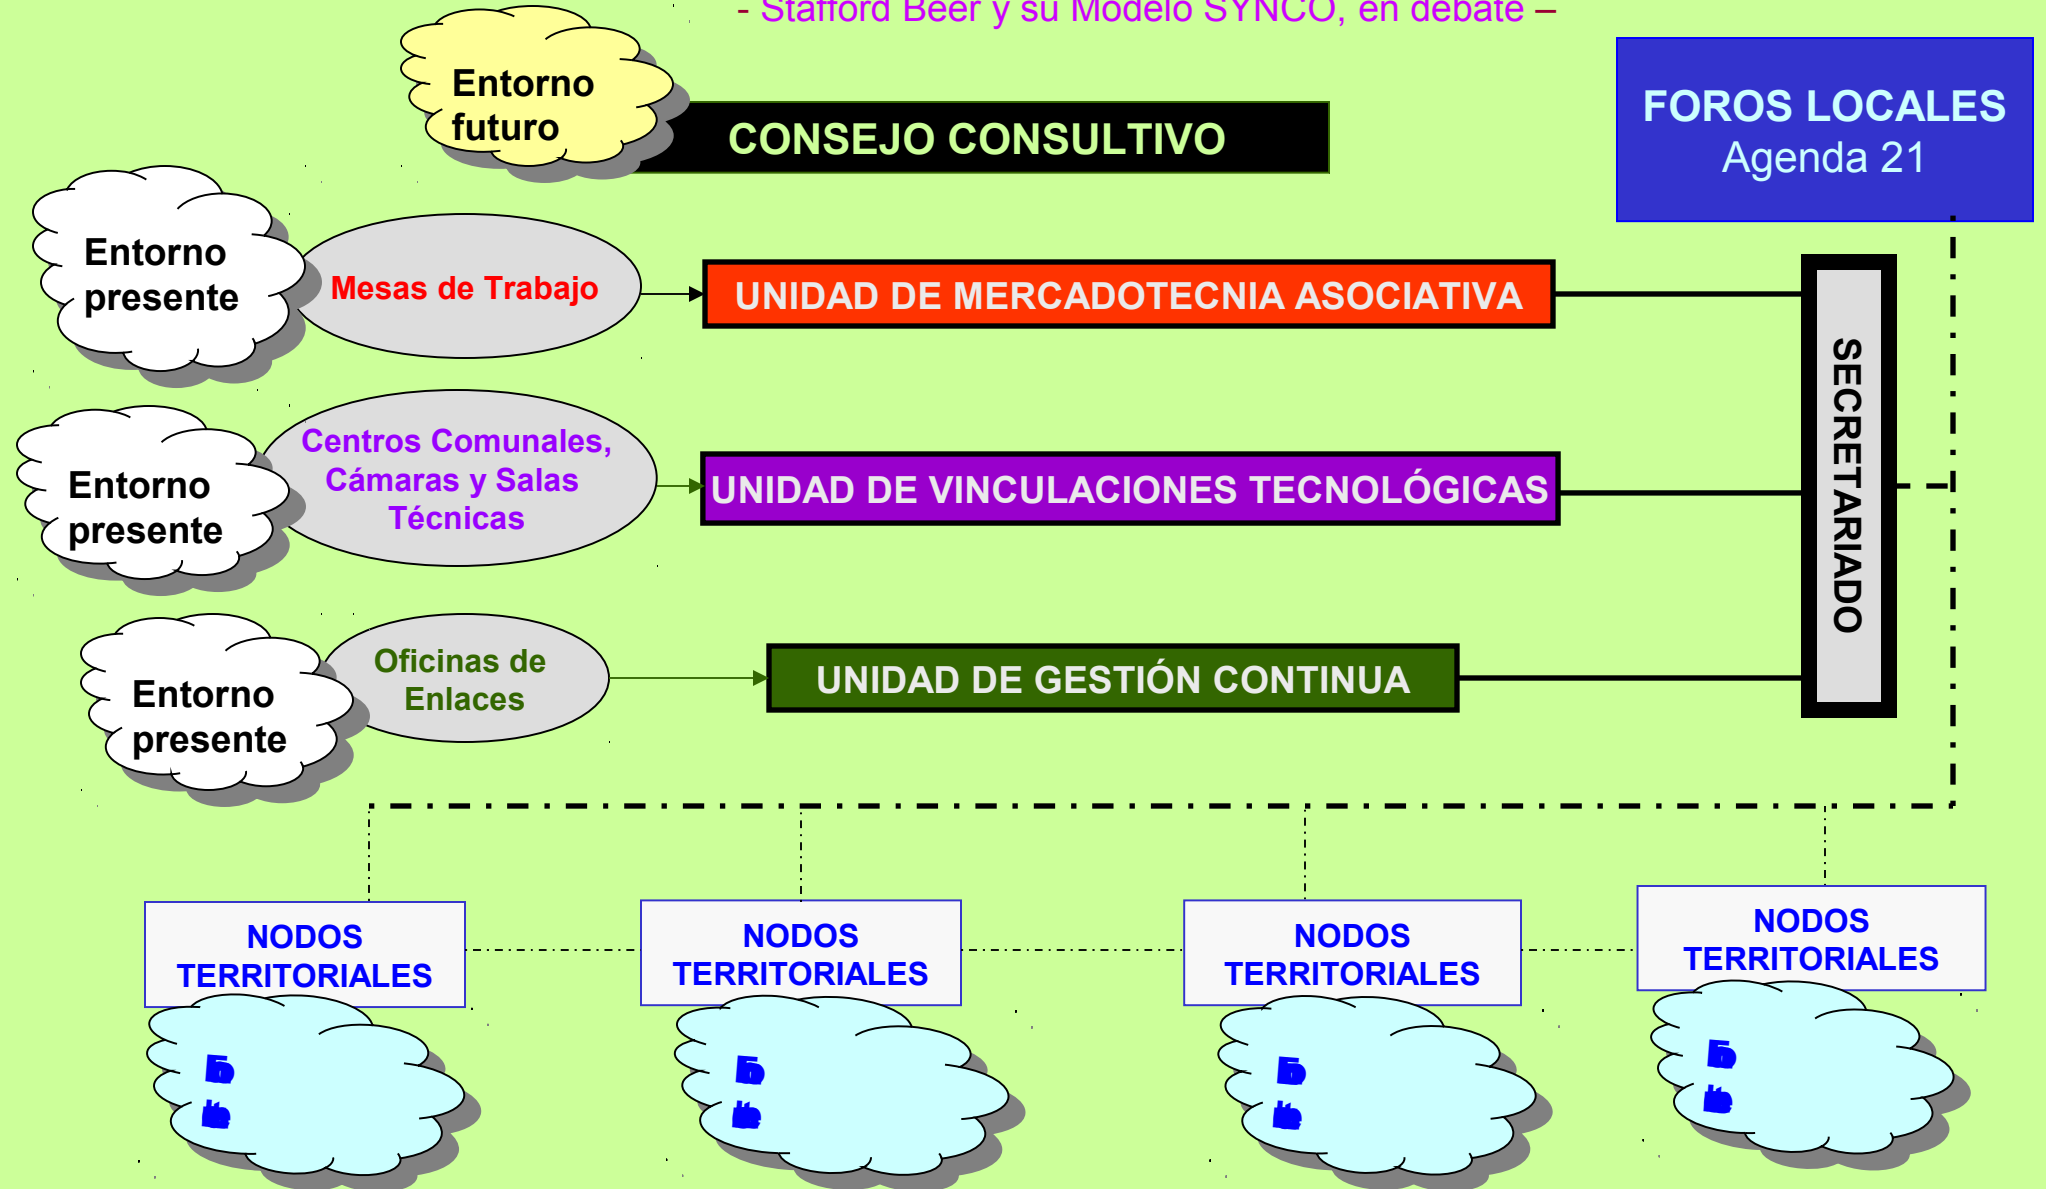 - Stafford Beer y su Modelo SYNCO, en debate –
Entorno
futuro
CONSEJO CONSULTIVO
FOROS LOCALES
Agenda 21
Entorno
presente
Mesas de Trabajo
UNIDAD DE MERCADOTECNIA ASOCIATIVA
Entorno
presente
Centros Comunales,
Cámaras y Salas
Técnicas
UNIDAD DE VINCULACIONES TECNOLÓGICAS
SECRETARIADO
Entorno
presente
Oficinas de
Enlaces
UNIDAD DE GESTIÓN CONTINUA
NODOS
TERRITORIALES
NODOS
TERRITORIALES
NODOS
TERRITORIALES
NODOS
TERRITORIALES